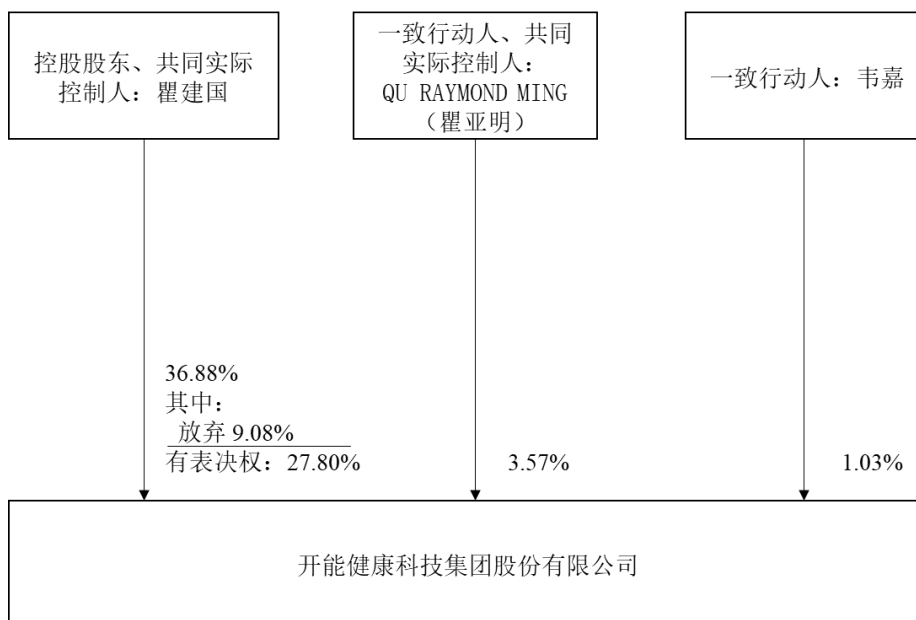 控股股东、共同实际
控制人：瞿建国
一致行动人、共同
实际控制人：
QU RAYMOND MING
（瞿亚明）
一致行动人：韦嘉
36.88%
其中：
放弃 9.08%
有表决权：27.80%
3.57%
1.03%
开能健康科技集团股份有限公司